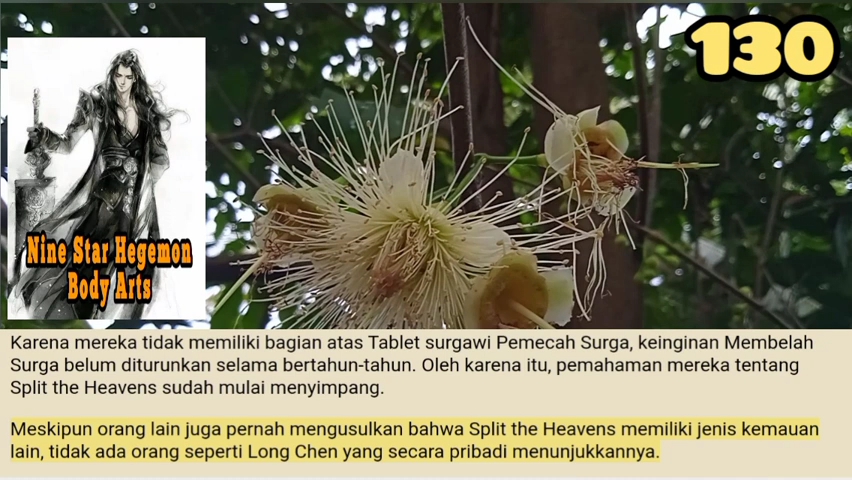 130
Nine Star Hegemon
Body Arts
Karena mereka tidak memiliki bagian atas Tablet surgawi Pemecah Surga, keinginan Membelah
Surga belum diturunkan selama bertahun-tahun. Oleh karena itu, pemahaman mereka tentang
Split the Heavens sudah mulai menyimpang.
Meskipun orang lain juga pernah mengusulkan bahwa Split the Heavens memiliki jenis kemauan
lain, tidak ada orang seperti Long Chen yang secara pribadi menunjukkannya.